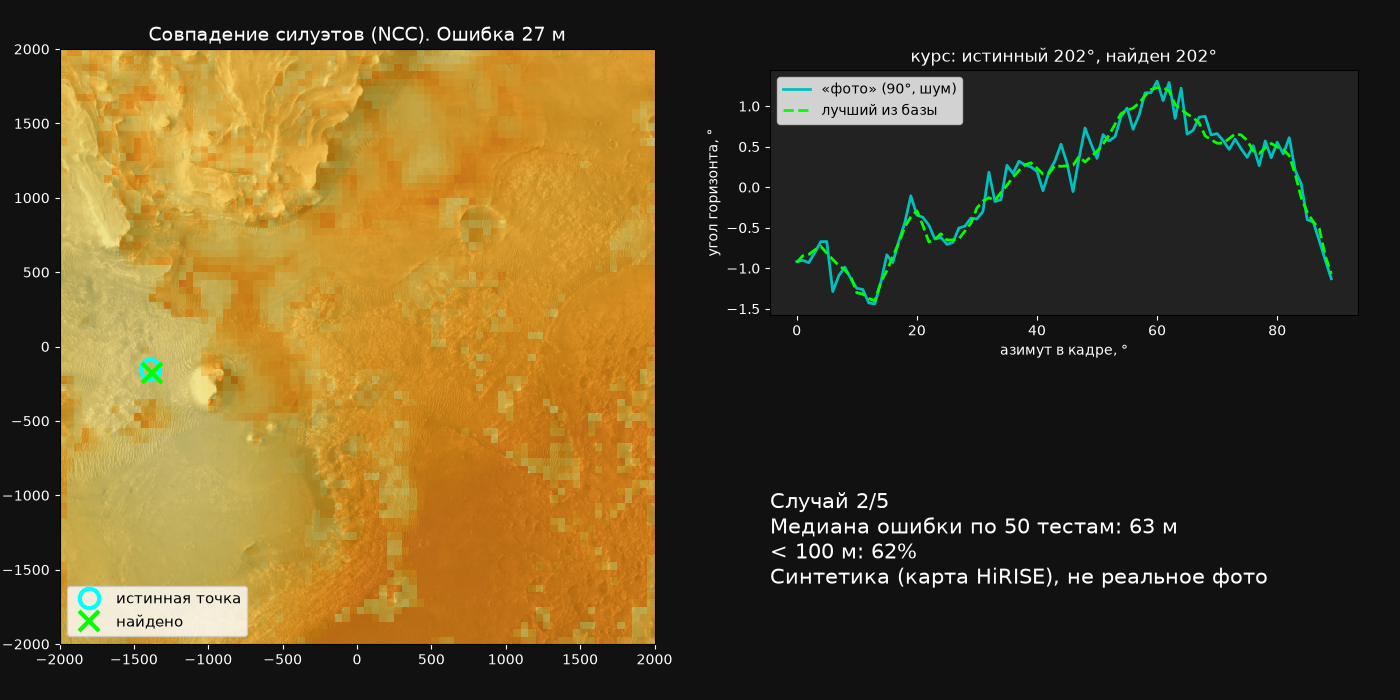 Совпадение силуэтов (NCC). Ошибка 27 м
2000
1500
1000
500
0
−500
−1000
−1500
−2000
−2000
−1500
−1000
−500
0
500
1000
1500
2000
истинная точка
найдено
курс: истинный 202°, найден 202°
«фото» (90°, шум)
лучший из базы
угол горизонта, °
1.0
0.5
0.0
−0.5
−1.0
−1.5
0
20
40
60
80
азимут в кадре, °
Случай 2/5
Медиана ошибки по 50 тестам: 63 м
< 100 м: 62%
Синтетика (карта HiRISE), не реальное фото